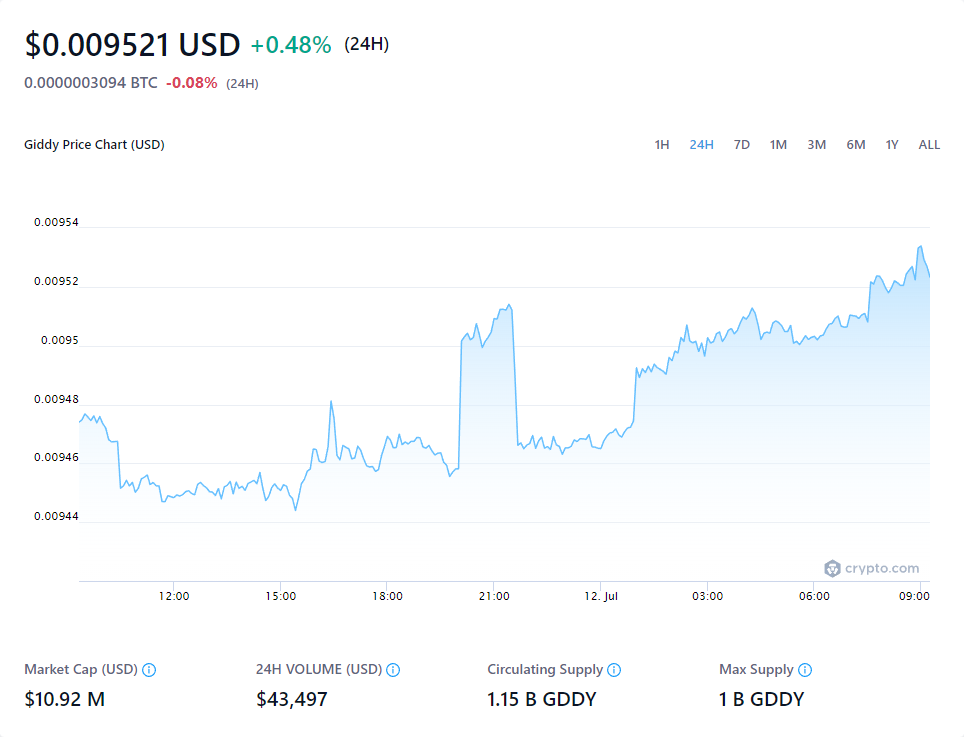 $0.009521 USD +0.48% (24H)
0.0000003094 BTC -0.08% (24H)
Giddy Price Chart (USD) 1H 24H 7D 1M 3M 6M 1Y ALL
0.00954
0.00952
0.0095
0.00948
0.00946
0.00944
crypto.com
12:00 15:00 18:00 21:00 12. Jul 03:00 06:00 09:00
Market Cap (USD) 24H VOLUME (USD) Circulating Supply Max Supply
$10.92 M $43,497 1.15 B GDDY 1 B GDDY